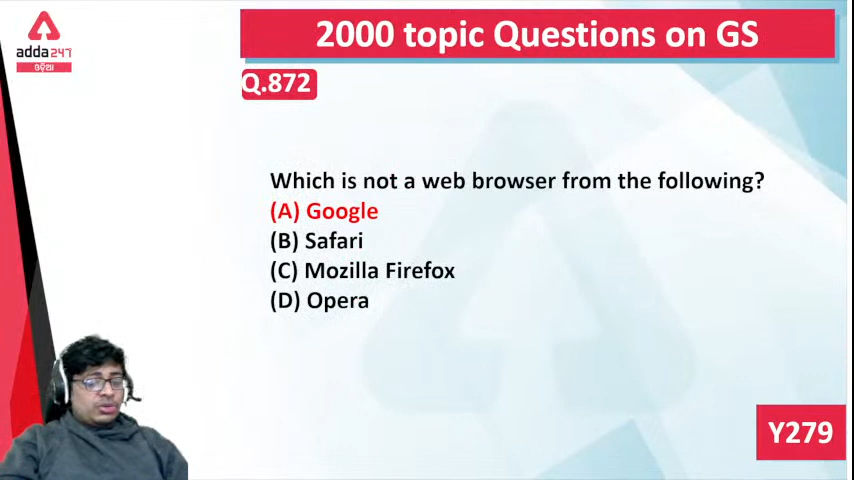 adda247
ଓଡ଼ିଆ
2000 topic Questions on GS
Q.872
Which is not a web browser from the following?
(A) Google
(B) Safari
(C) Mozilla Firefox
(D) Opera
Y279